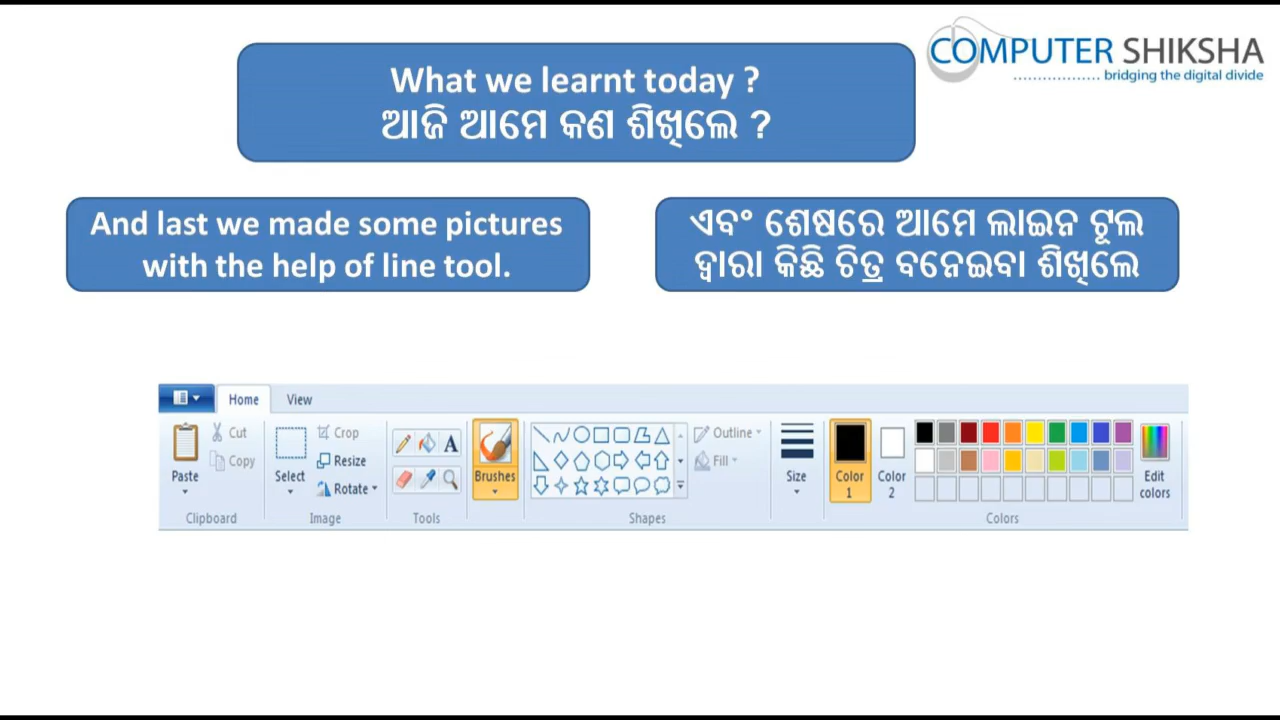 COMPUTER SHIKSHA
bridging the digital divide
What we learnt today ?
ଆଜି ଆମେ କଣ ଶିଖିଲେ ?
And last we made some pictures
with the help of line tool.
ଏବଂ ଶେଷରେ ଆମେ ଲାଇନ ଟୂଲ
ଦ୍ୱାରା କିଛି ଚିତ୍ର ବନେଇବା ଶିଖିଲେ
Home View
Paste Cut Copy
Clipboard
Select Crop Resize Rotate
Image
A
Tools
Brushes
Outline Fill
Shapes
Size
Color 1
Color 2
Edit colors
Colors